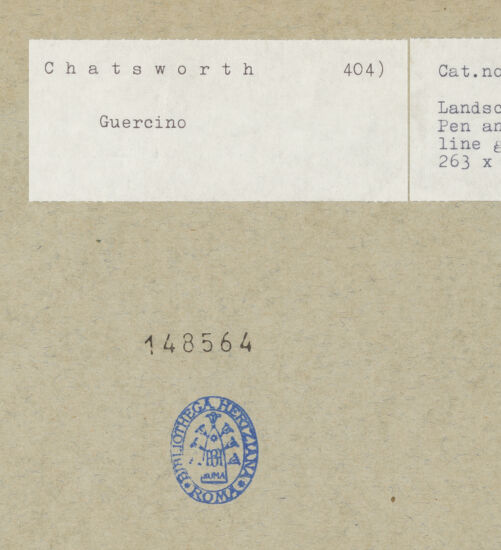 Chatsworth 404)
Guercino
Cat.no
Landsc
Pen an
line g
263 x
148564
BIBLIOTHECA HERTZIANA
ROMA